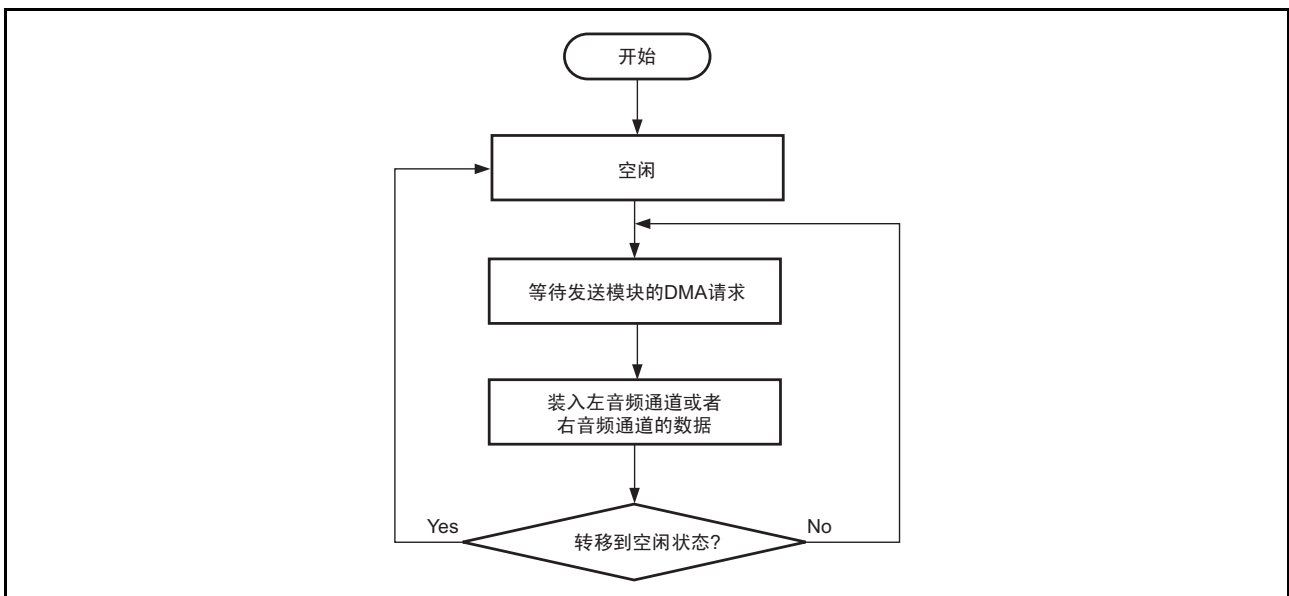 开始
空闲
等待发送模块的DMA请求
装入左音频通道或者
右音频通道的数据
Yes
转移到空闲状态?
No